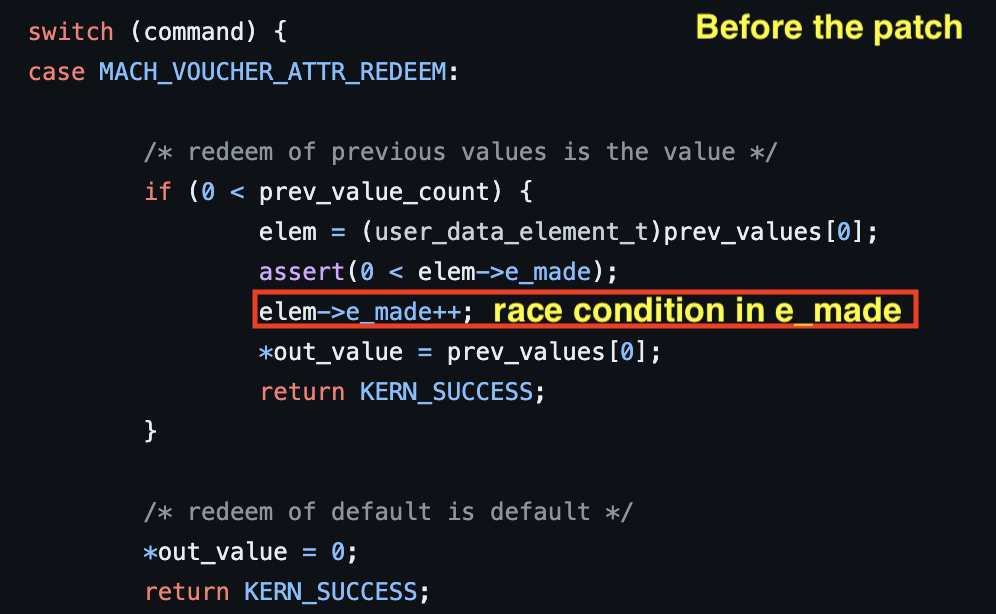 switch (command) {
Before the patch
case MACH_VOUCHER_ATTR_REDEEM:
/* redeem of previous values is the value */
if (0 < prev_value_count) {
elem = (user_data_element_t)prev_values[0];
assert(0 < elem->e_made);
elem->e_made++; race condition in e_made
*out_value = prev_values[0];
return KERN_SUCCESS;
}
/* redeem of default is default */
*out_value = 0;
return KERN_SUCCESS;